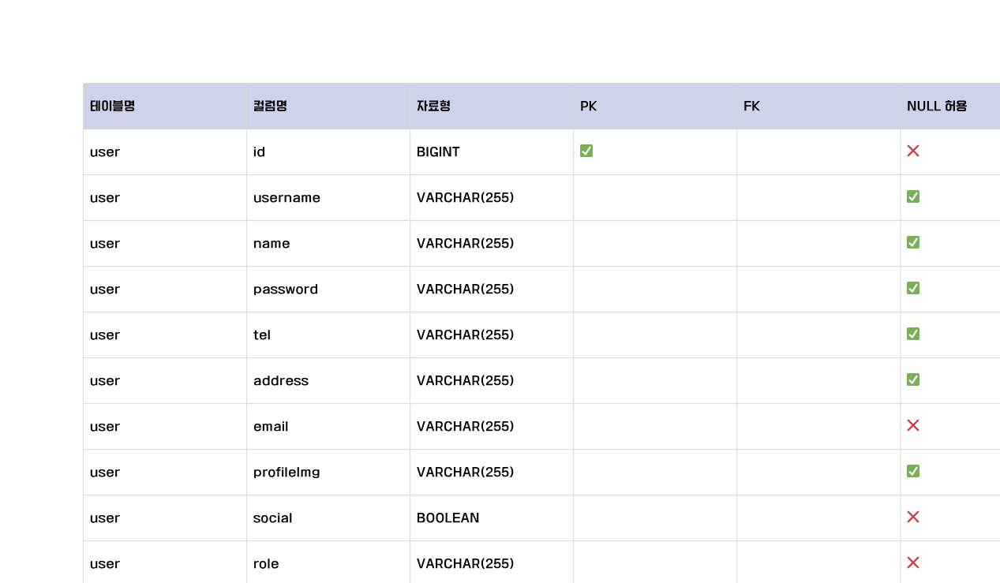 테이블명 컬럼명 자료형 PK FK NULL 허용
user id BIGINT ✅ ❌
user username VARCHAR(255) ✅
user name VARCHAR(255) ✅
user password VARCHAR(255) ✅
user tel VARCHAR(255) ✅
user address VARCHAR(255) ✅
user email VARCHAR(255) ❌
user profileImg VARCHAR(255) ✅
user social BOOLEAN ❌
user role VARCHAR(255) ❌